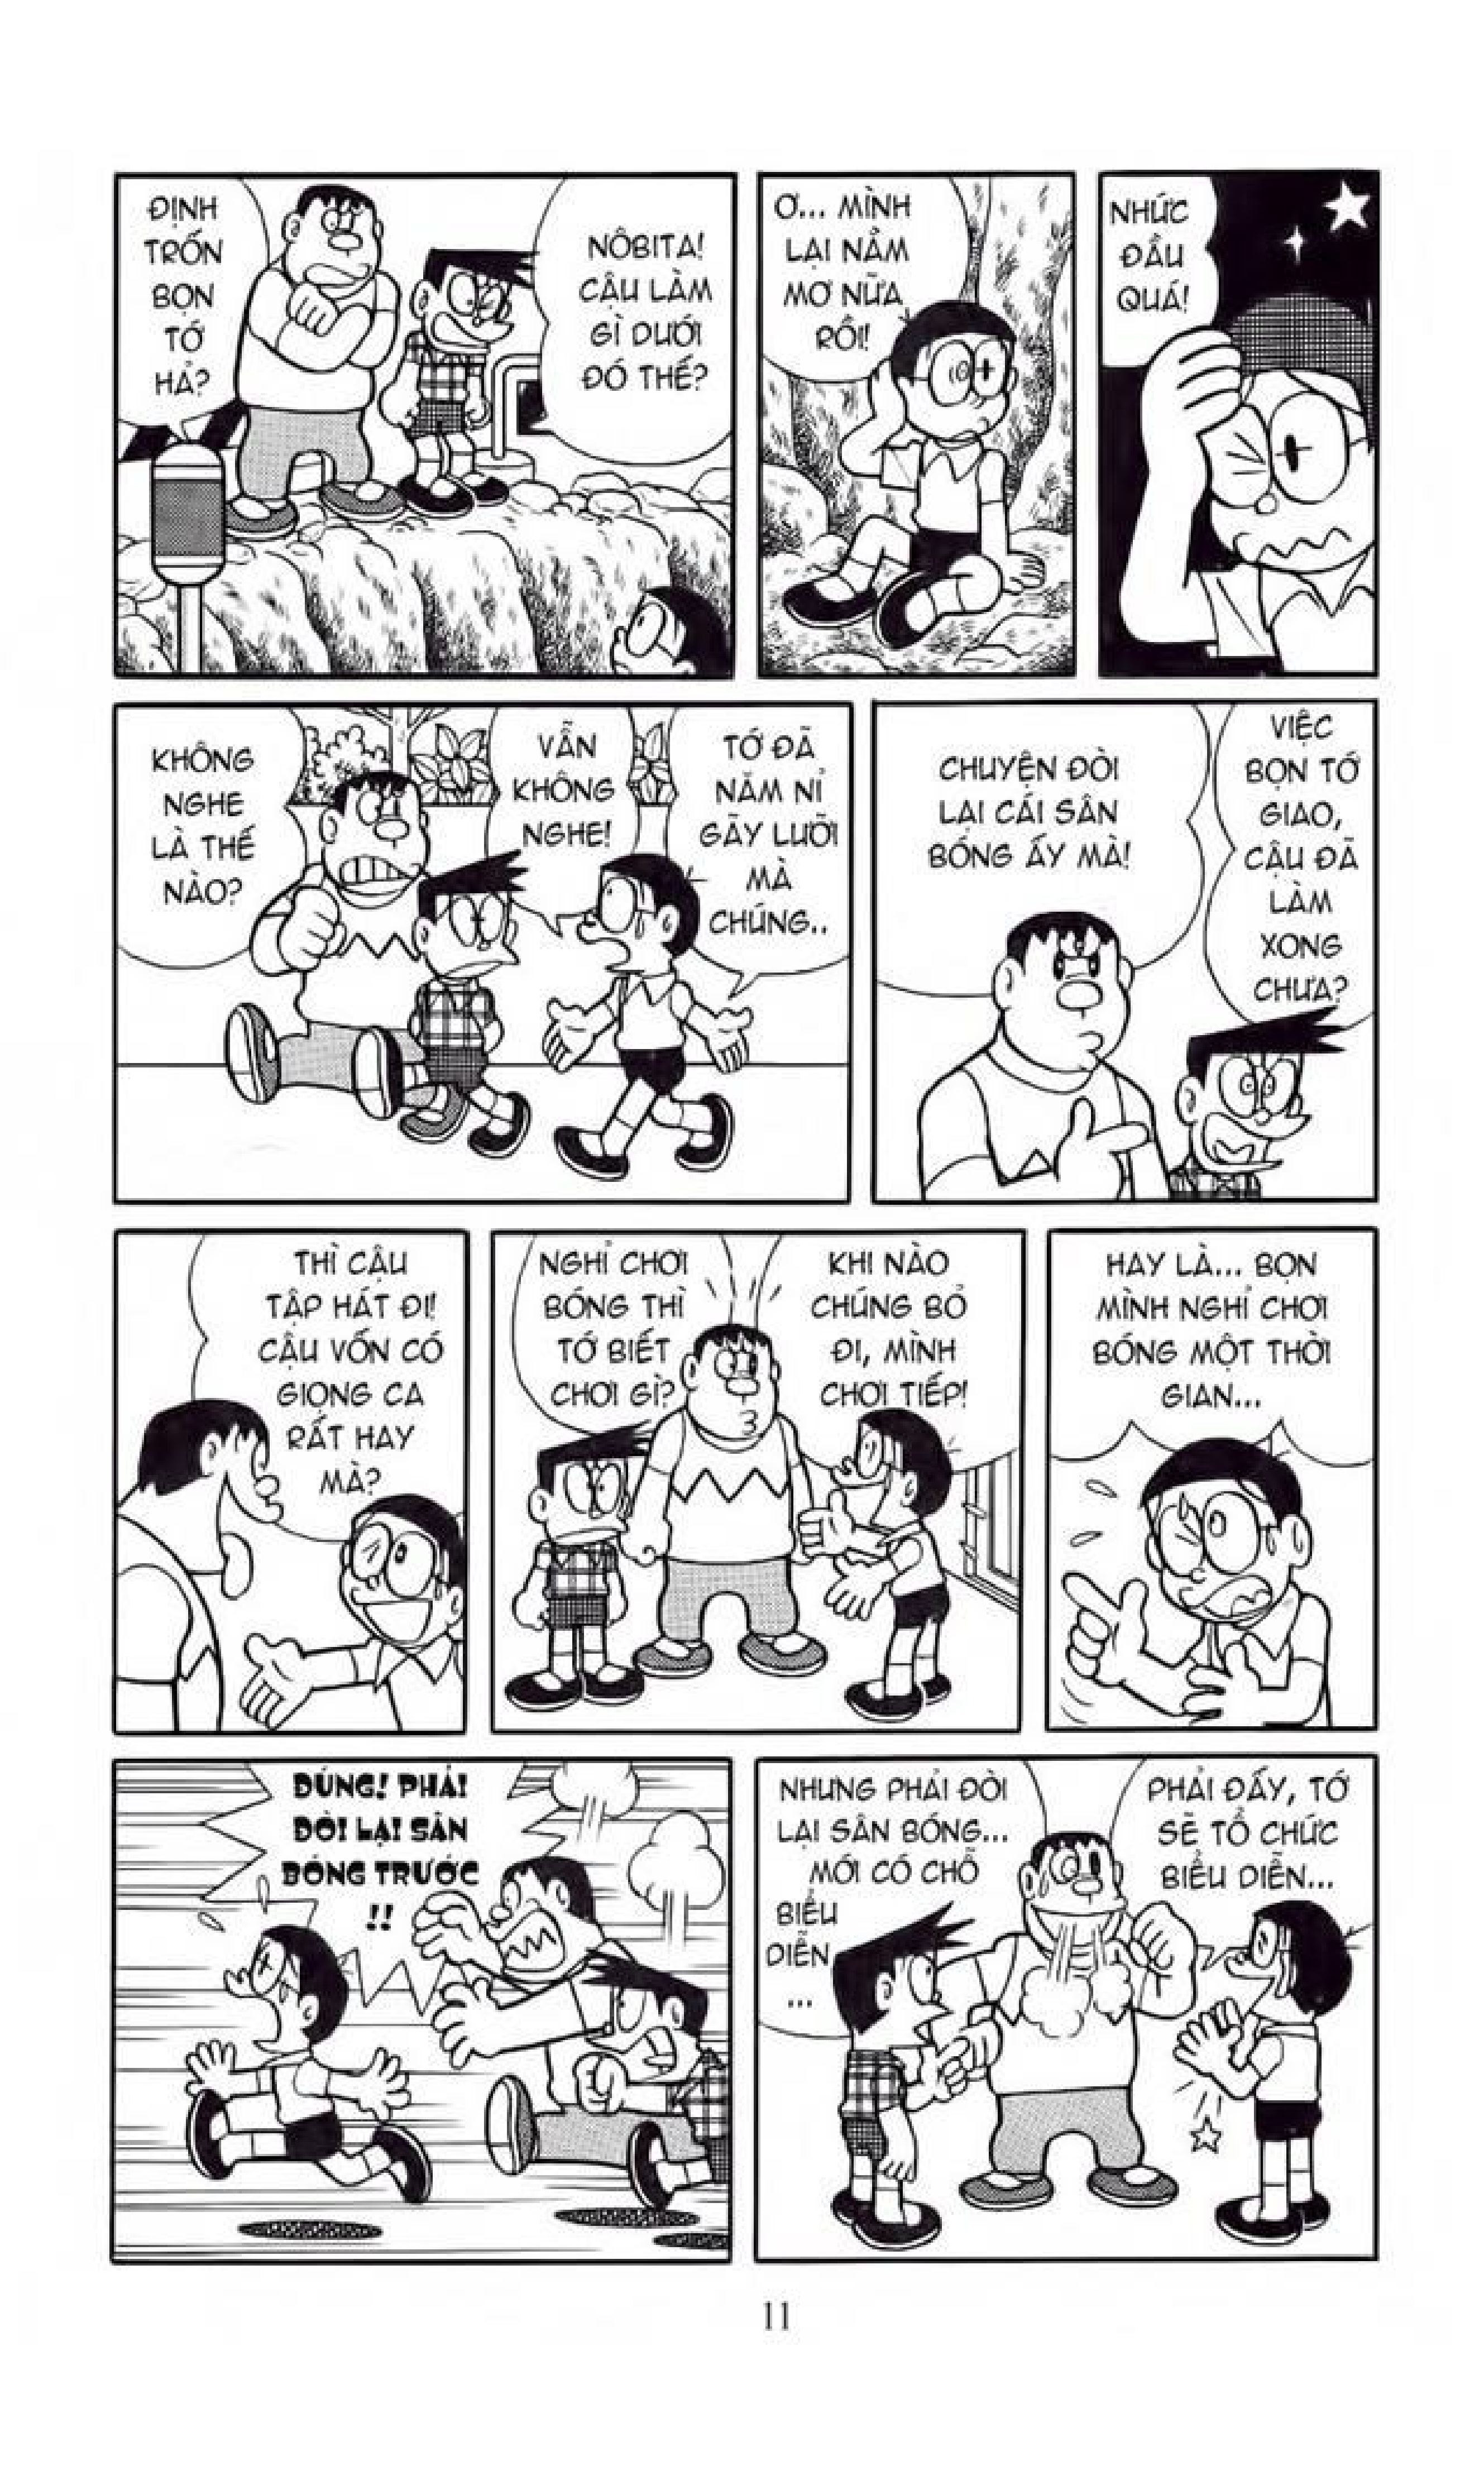 NHỨC
ĐẦU
QUÁ!
Ơ... MÌNH
LẠI NẰM
MƠ NỮA
RỒI!
NÔBITA!
CẬU LÀM
GÌ DƯỚI
ĐÓ THẾ?
ĐỊNH
TRỐN
BỌN
TỚ
HẢ?
VIỆC
BỌN TỚ
GIAO,
CẬU ĐÃ
LÀM
XONG
CHƯA?
CHUYỆN ĐÒI
LẠI CÁI SÂN
BÓNG ẤY MÀ!
TỚ ĐÃ
NĂM NỈ
GÃY LƯỠI
MÀ
CHÚNG..
VẪN
KHÔNG
NGHE!
KHÔNG
NGHE
LÀ THẾ
NÀO?
HAY LÀ... BỌN
MÌNH NGHỈ CHƠI
BÓNG MỘT THỜI
GIAN...
KHI NÀO
CHÚNG BỎ
ĐI, MÌNH
CHƠI TIẾP!
NGHỈ CHƠI
BÓNG THÌ
TỚ BIẾT
CHƠI GÌ?
THÌ CẬU
TẬP HÁT ĐI!
CẬU VỐN CÓ
GIỌNG CA
RẤT HAY
MÀ?
PHẢI ĐẤY, TỚ
SẼ TỔ CHỨC
BIỂU DIỄN...
NHƯNG PHẢI ĐÒI
LẠI SÂN BÓNG...
MỚI CÓ CHỖ
BIỂU
DIỄN
...
ĐÚNG! PHẢI
ĐÒI LẠI SÂN
BÓNG TRƯỚC
!!
11